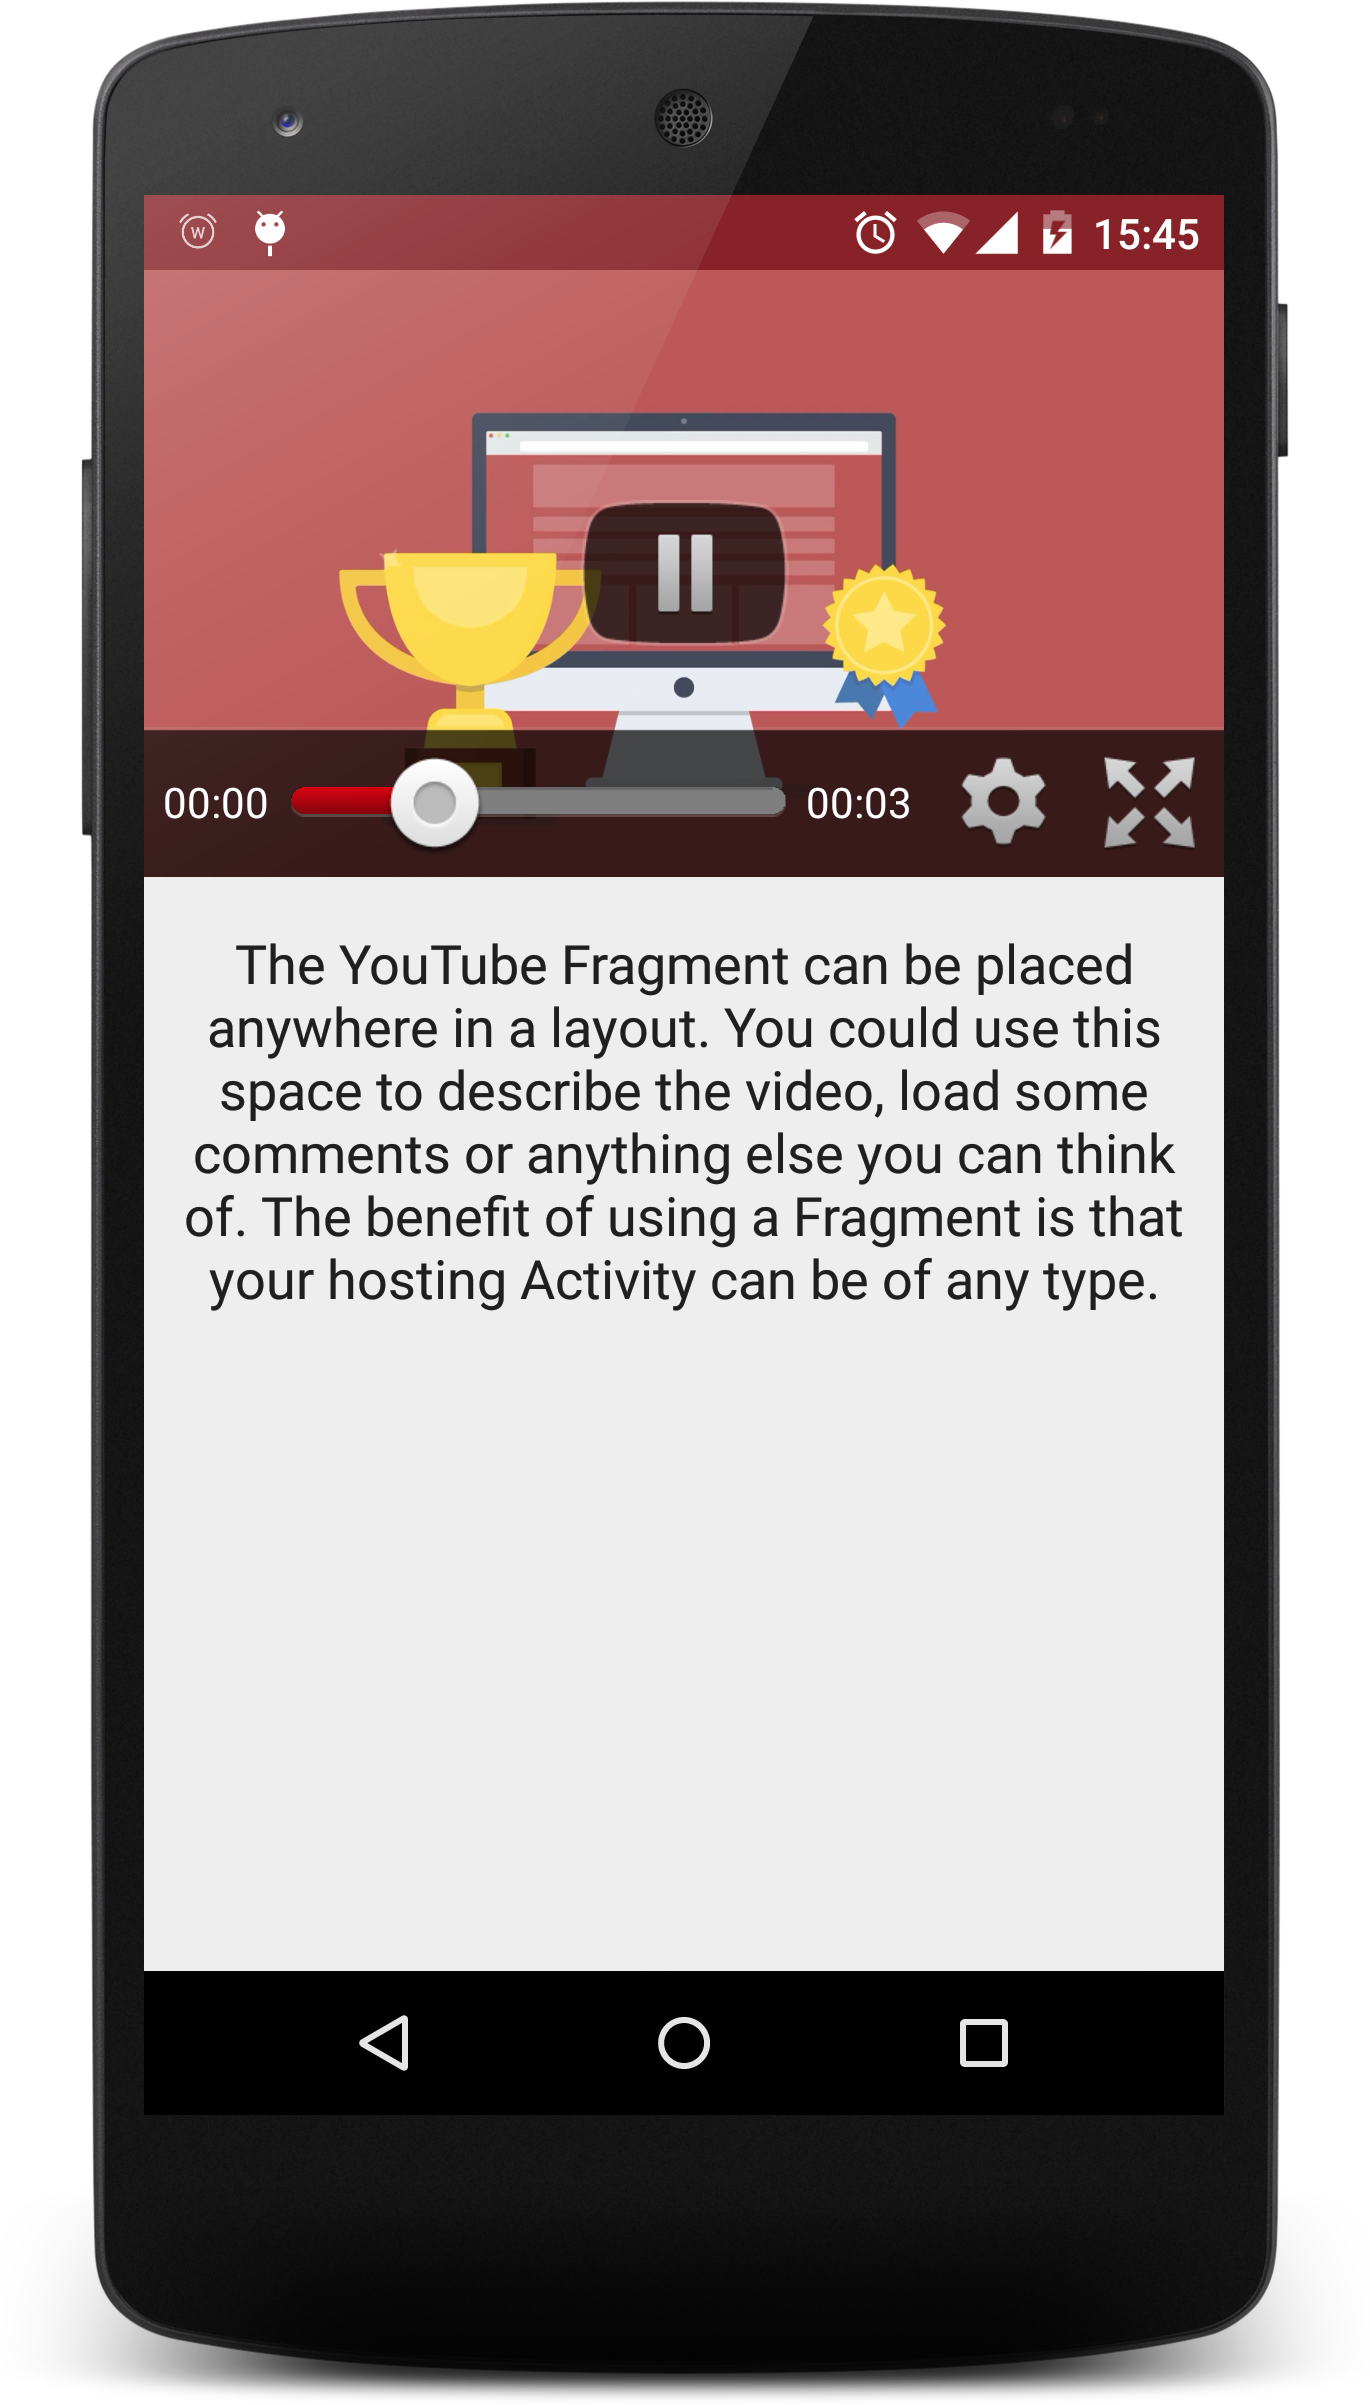 W
15:45
00:00 00:03
The YouTube Fragment can be placed
anywhere in a layout. You could use this
space to describe the video, load some
comments or anything else you can think
of. The benefit of using a Fragment is that
your hosting Activity can be of any type.